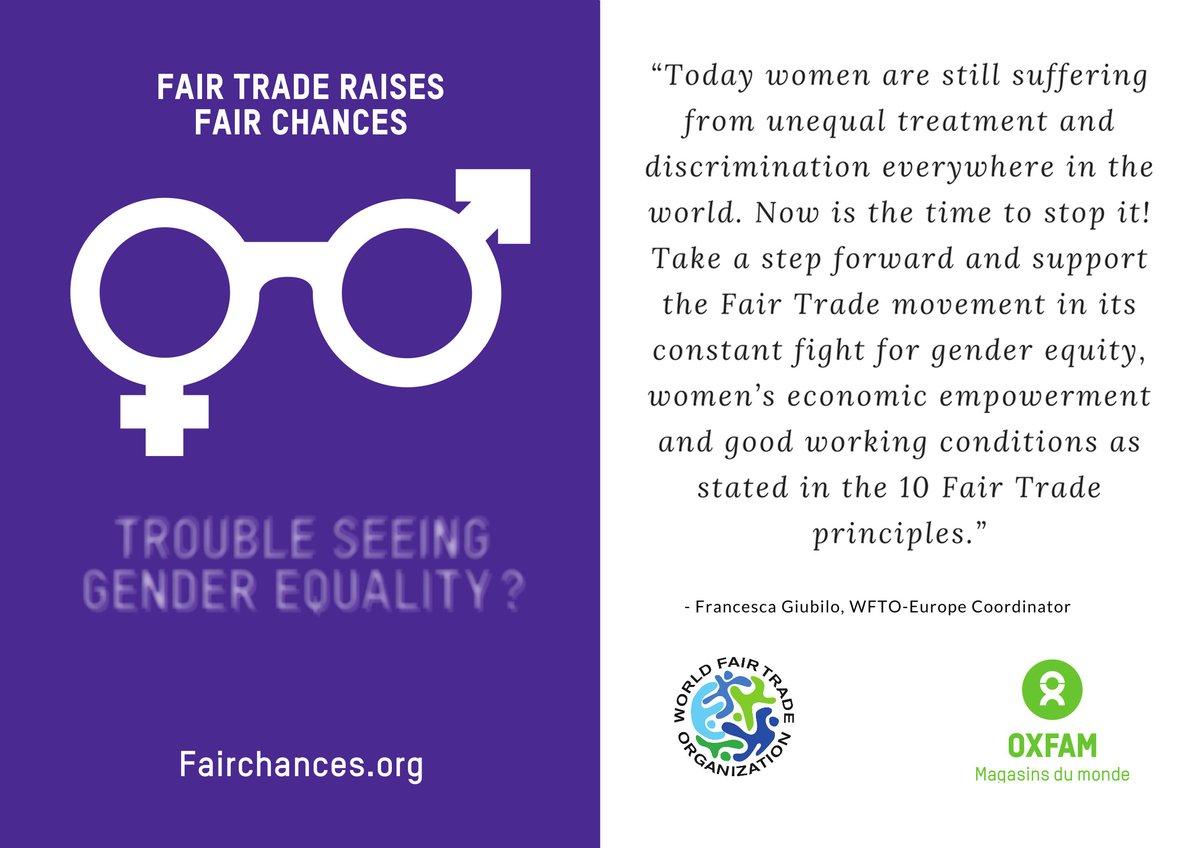 FAIR TRADE RAISES
FAIR CHANCES
TROUBLE SEEING
GENDER EQUALITY?
Fairchances.org
“Today women are still suffering
from unequal treatment and
discrimination everywhere in the
world. Now is the time to stop it!
Take a step forward and support
the Fair Trade movement in its
constant fight for gender equity,
women’s economic empowerment
and good working conditions as
stated in the 10 Fair Trade
principles.”
- Francesca Giubilo, WFTO-Europe Coordinator
WORLD FAIR TRADE
ORGANIZATION
OXFAM
Magasins du monde